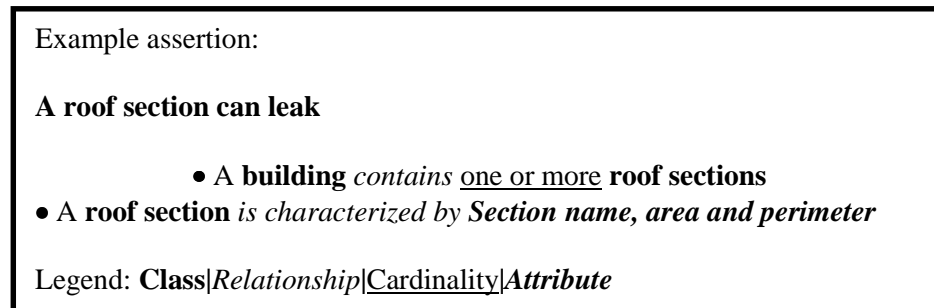 Example assertion:
A roof section can leak
• A building contains one or more roof sections
• A roof section is characterized by Section name, area and perimeter
Legend: Class|Relationship|Cardinality|Attribute